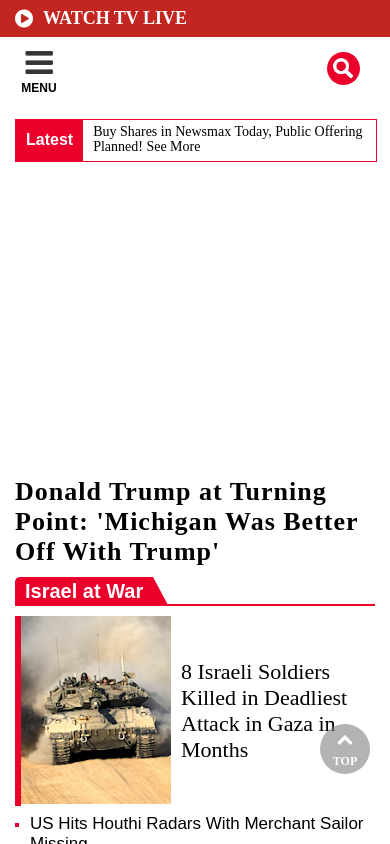 WATCH TV LIVE
MENU
Latest
Buy Shares in Newsmax Today, Public Offering
Planned! See More
Donald Trump at Turning
Point: 'Michigan Was Better
Off With Trump'
Israel at War
8 Israeli Soldiers
Killed in Deadliest
Attack in Gaza in
Months
TOP
US Hits Houthi Radars With Merchant Sailor
Missing